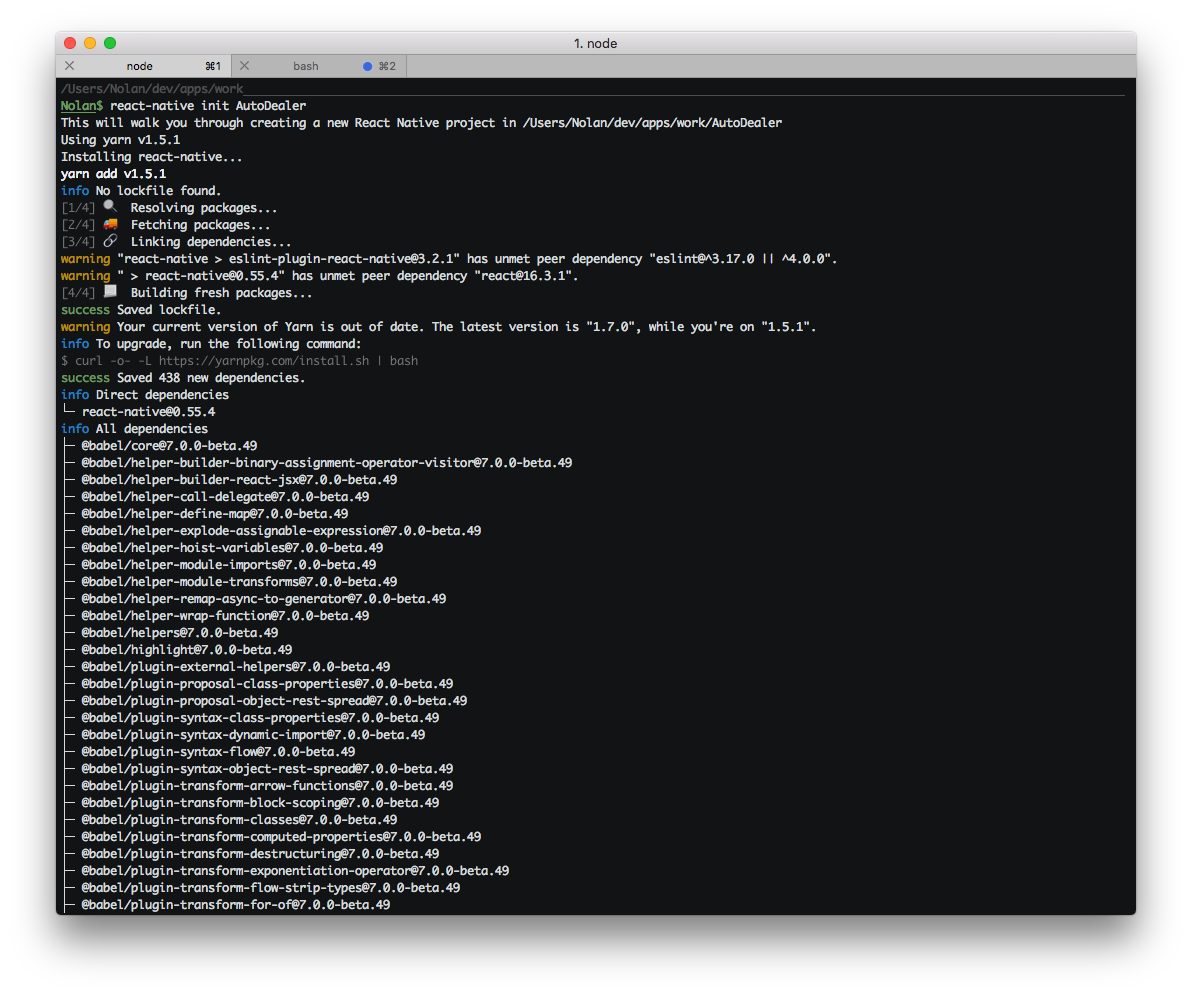 1. node
node ⌘1 bash ⌘2
/Users/Nolan/dev/apps/work
Nolan$ react-native init AutoDealer
This will walk you through creating a new React Native project in /Users/Nolan/dev/apps/work/AutoDealer
Using yarn v1.5.1
Installing react-native...
yarn add v1.5.1
info No lockfile found.
[1/4] 🔍 Resolving packages...
[2/4] 🚚 Fetching packages...
[3/4] 🔗 Linking dependencies...
warning "react-native > eslint-plugin-react-native@3.2.1" has unmet peer dependency "eslint@^3.17.0 || ^4.0.0".
warning " > react-native@0.55.4" has unmet peer dependency "react@16.3.1".
[4/4] 📃 Building fresh packages...
success Saved lockfile.
warning Your current version of Yarn is out of date. The latest version is "1.7.0", while you're on "1.5.1".
info To upgrade, run the following command:
$ curl -o- -L https://yarnpkg.com/install.sh | bash
success Saved 438 new dependencies.
info Direct dependencies
└─ react-native@0.55.4
info All dependencies
├─ @babel/core@7.0.0-beta.49
├─ @babel/helper-builder-binary-assignment-operator-visitor@7.0.0-beta.49
├─ @babel/helper-builder-react-jsx@7.0.0-beta.49
├─ @babel/helper-call-delegate@7.0.0-beta.49
├─ @babel/helper-define-map@7.0.0-beta.49
├─ @babel/helper-explode-assignable-expression@7.0.0-beta.49
├─ @babel/helper-hoist-variables@7.0.0-beta.49
├─ @babel/helper-module-imports@7.0.0-beta.49
├─ @babel/helper-module-transforms@7.0.0-beta.49
├─ @babel/helper-remap-async-to-generator@7.0.0-beta.49
├─ @babel/helper-wrap-function@7.0.0-beta.49
├─ @babel/helpers@7.0.0-beta.49
├─ @babel/highlight@7.0.0-beta.49
├─ @babel/plugin-external-helpers@7.0.0-beta.49
├─ @babel/plugin-proposal-class-properties@7.0.0-beta.49
├─ @babel/plugin-proposal-object-rest-spread@7.0.0-beta.49
├─ @babel/plugin-syntax-class-properties@7.0.0-beta.49
├─ @babel/plugin-syntax-dynamic-import@7.0.0-beta.49
├─ @babel/plugin-syntax-flow@7.0.0-beta.49
├─ @babel/plugin-syntax-object-rest-spread@7.0.0-beta.49
├─ @babel/plugin-transform-arrow-functions@7.0.0-beta.49
├─ @babel/plugin-transform-block-scoping@7.0.0-beta.49
├─ @babel/plugin-transform-classes@7.0.0-beta.49
├─ @babel/plugin-transform-computed-properties@7.0.0-beta.49
├─ @babel/plugin-transform-destructuring@7.0.0-beta.49
├─ @babel/plugin-transform-exponentiation-operator@7.0.0-beta.49
├─ @babel/plugin-transform-flow-strip-types@7.0.0-beta.49
├─ @babel/plugin-transform-for-of@7.0.0-beta.49